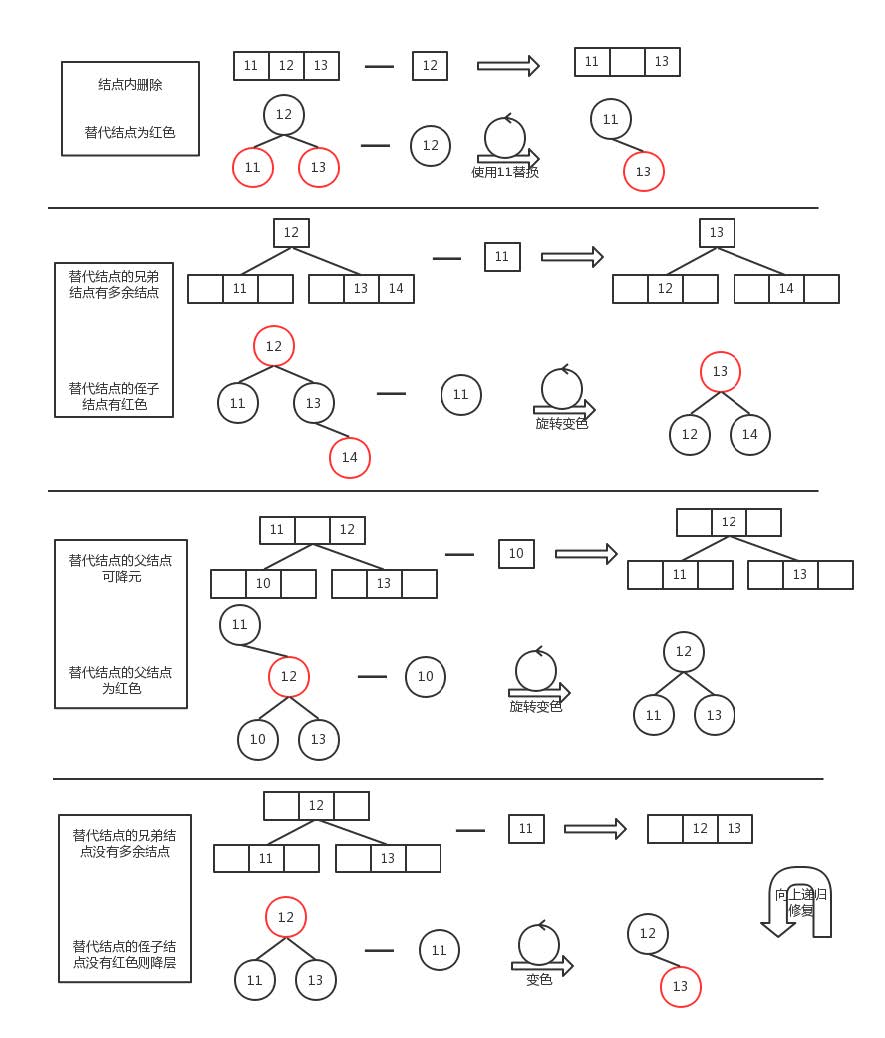 11 12 13
12
11 13
结点内删除
替代结点为红色
12
11 13
12
使用11替换
11
13
12
11 13 14
11
13
12 14
替代结点的兄弟
结点有多余结点
替代结点的侄子
结点有红色
12
11 13
14
11
旋转变色
13
12 14
11 12
10 13
10
12
11 13
替代结点的父结点
可降元
替代结点的父结点
为红色
11
12
10 13
10
旋转变色
12
11 13
12
11 13
11
12 13
替代结点的兄弟结
点没有多余结点
替代结点的侄子结
点没有红色则降层
12
11 13
11
变色
12
13
向上递归
修复